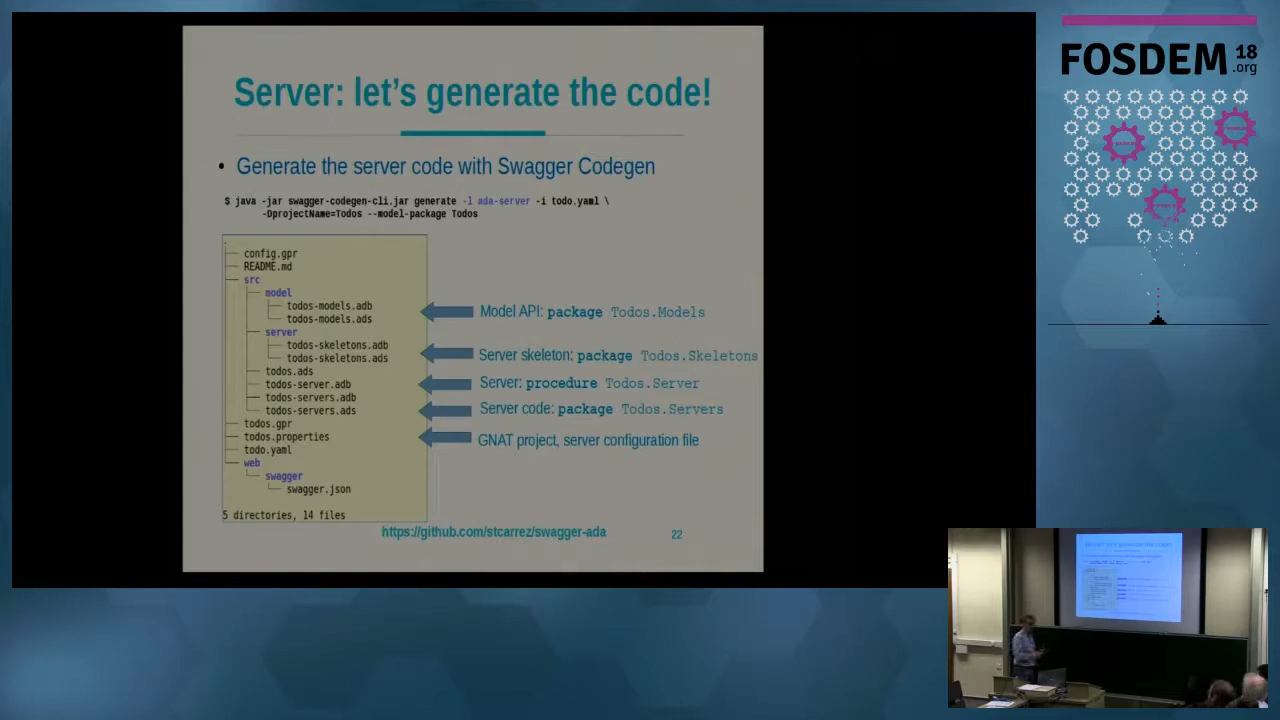 Server: let's generate the code!
• Generate the server code with Swagger Codegen
$ java -jar swagger-codegen-cli.jar generate -l ada-server -i todo.yaml \
-DprojectName=Todos --model-package Todos
.
├── config.gpr
├── README.md
├── src
│   ├── model
│   │   ├── todos-models.adb
│   │   └── todos-models.ads
│   ├── server
│   │   ├── todos-skeletons.adb
│   │   └── todos-skeletons.ads
│   ├── todos.ads
│   ├── todos-server.adb
│   ├── todos-servers.adb
│   └── todos-servers.ads
├── todos.gpr
├── todos.properties
├── todo.yaml
└── web
    └── swagger
        └── swagger.json
5 directories, 14 files
Model API: package Todos.Models
Server skeleton: package Todos.Skeletons
Server: procedure Todos.Server
Server code: package Todos.Servers
GNAT project, server configuration file
https://github.com/stcarrez/swagger-ada
22
FOSDEM 18
.org